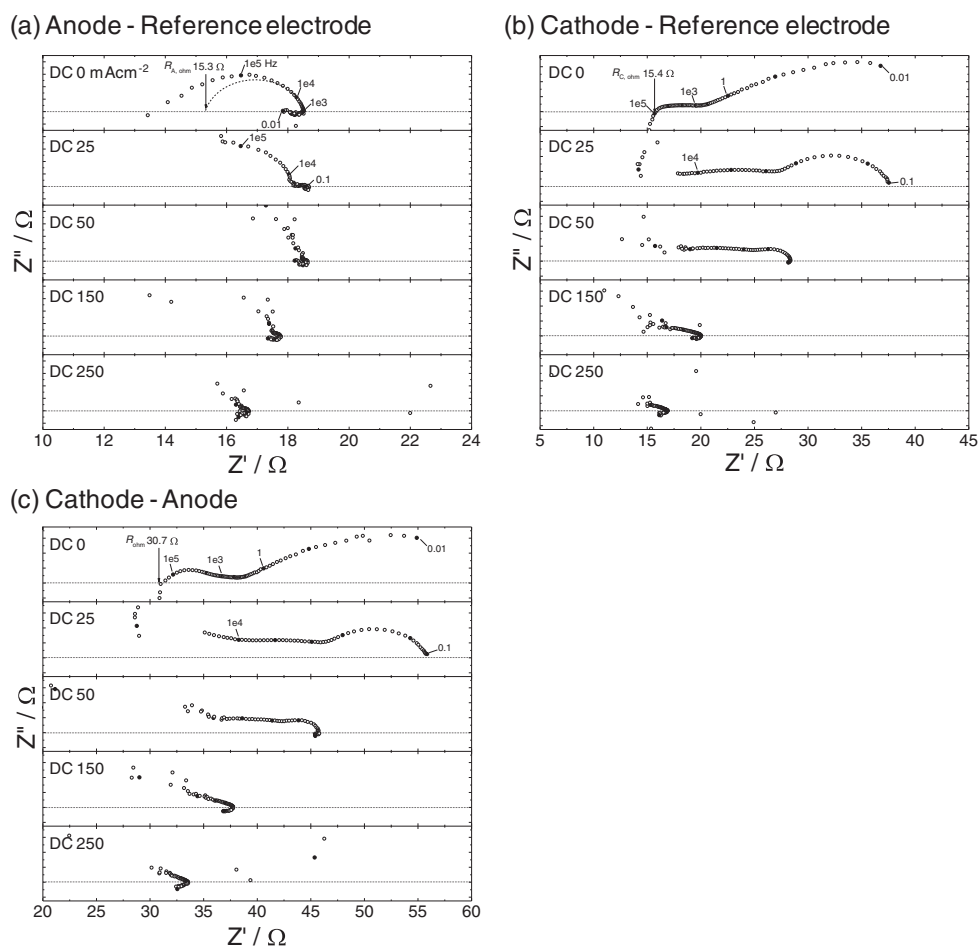 (a) Anode - Reference electrode
DC 0 mAcm-2
RA, ohm 15.3 Ω
1e5 Hz
1e4
1e3
0.01
DC 25
1e5
1e4
0.1
DC 50
DC 150
DC 250
Z'' / Ω
10 12 14 16 18 20 22 24
Z' / Ω
(b) Cathode - Reference electrode
DC 0
RC, ohm 15.4 Ω
1e5
1e3
1
0.01
DC 25
1e4
0.1
DC 50
DC 150
DC 250
5 10 15 20 25 30 35 40 45
Z' / Ω
(c) Cathode - Anode
DC 0
Rohm 30.7 Ω
1e5
1e3
1
0.01
DC 25
1e4
0.1
DC 50
DC 150
DC 250
Z'' / Ω
20 25 30 35 40 45 50 55 60
Z' / Ω